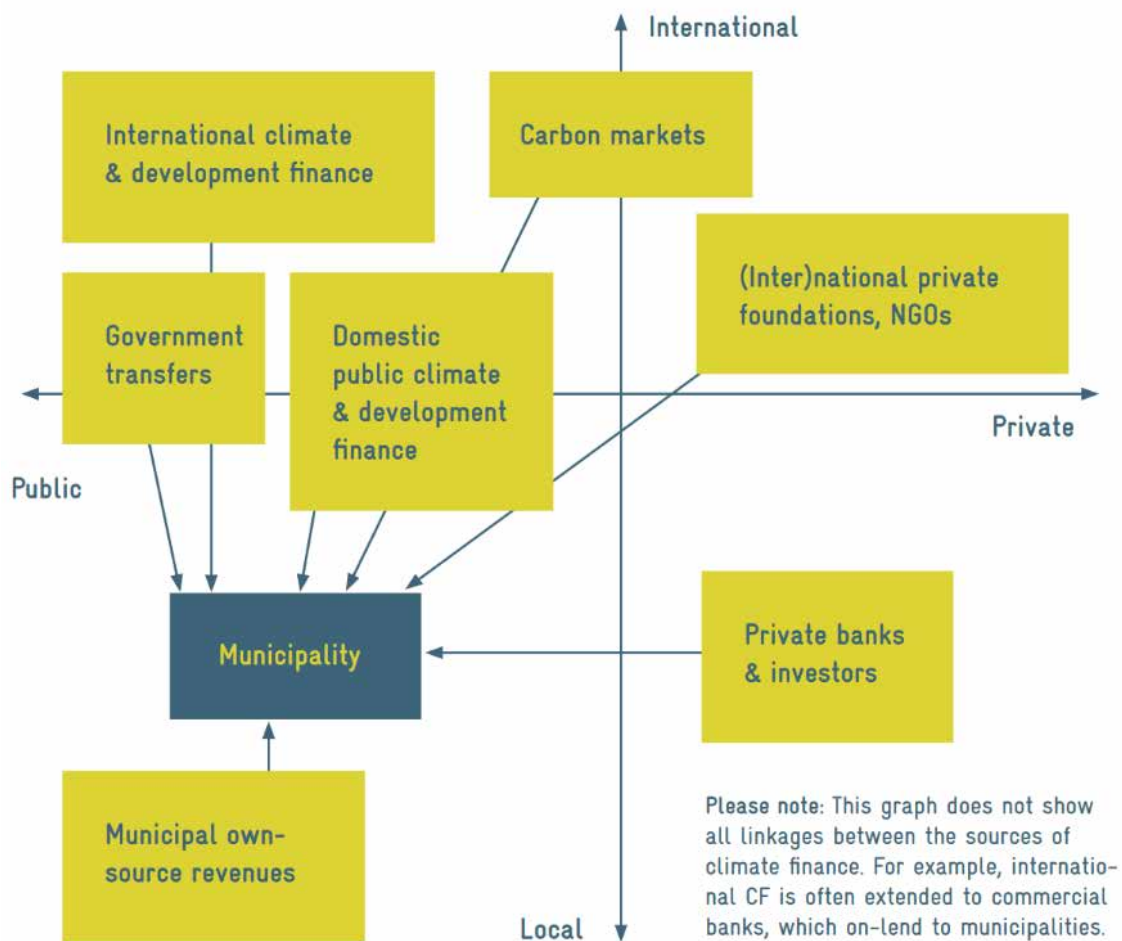 International
International climate
& development finance
Carbon markets
(Inter)national private
foundations, NGOs
Government
transfers
Domestic
public climate
& development
finance
Private
Public
Municipality
Private banks
& investors
Municipal own-
source revenues
Please note: This graph does not show
all linkages between the sources of
climate finance. For example, internatio-
nal CF is often extended to commercial
banks, which on-lend to municipalities.
Local